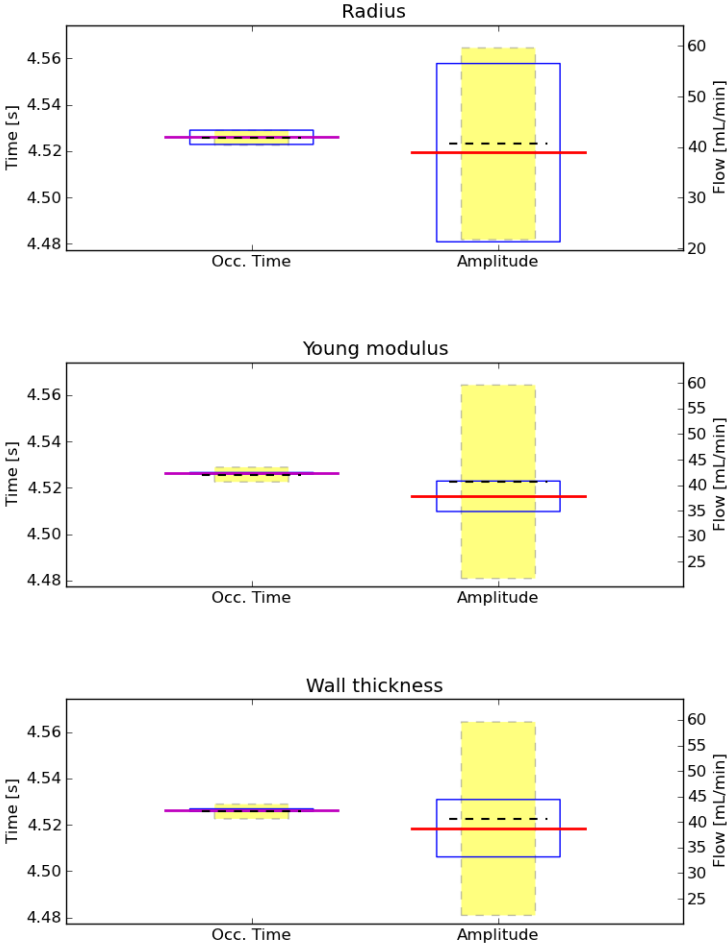 Radius
Time [s]
4.56
4.54
4.52
4.50
4.48
60
50
40
30
20
Flow [mL/min]
Occ. Time
Amplitude
Young modulus
Time [s]
4.56
4.54
4.52
4.50
4.48
60
55
50
45
40
35
30
25
Flow [mL/min]
Occ. Time
Amplitude
Wall thickness
Time [s]
4.56
4.54
4.52
4.50
4.48
60
55
50
45
40
35
30
25
Flow [mL/min]
Occ. Time
Amplitude